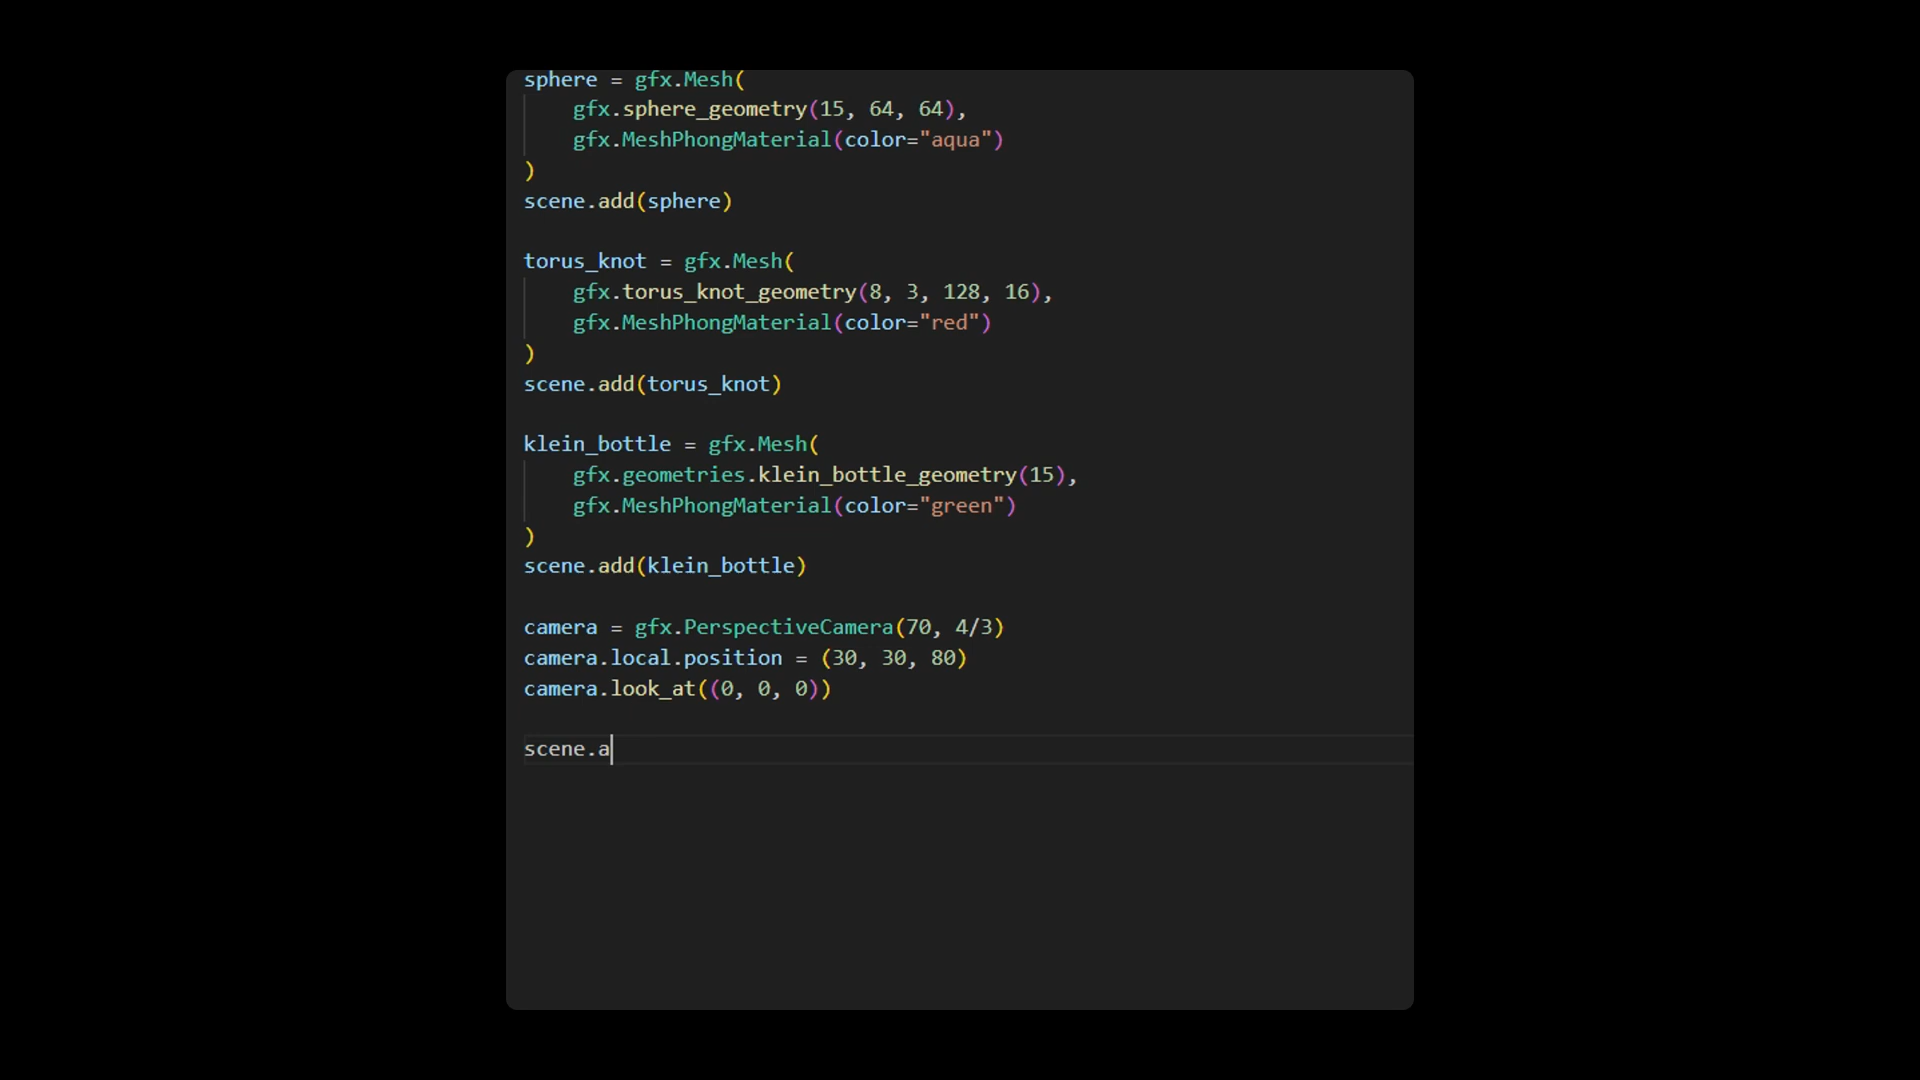 sphere = gfx.Mesh(
    gfx.sphere_geometry(15, 64, 64),
    gfx.MeshPhongMaterial(color="aqua")
)
scene.add(sphere)

torus_knot = gfx.Mesh(
    gfx.torus_knot_geometry(8, 3, 128, 16),
    gfx.MeshPhongMaterial(color="red")
)
scene.add(torus_knot)

klein_bottle = gfx.Mesh(
    gfx.geometries.klein_bottle_geometry(15),
    gfx.MeshPhongMaterial(color="green")
)
scene.add(klein_bottle)

camera = gfx.PerspectiveCamera(70, 4/3)
camera.local.position = (30, 30, 80)
camera.look_at((0, 0, 0))

scene.a